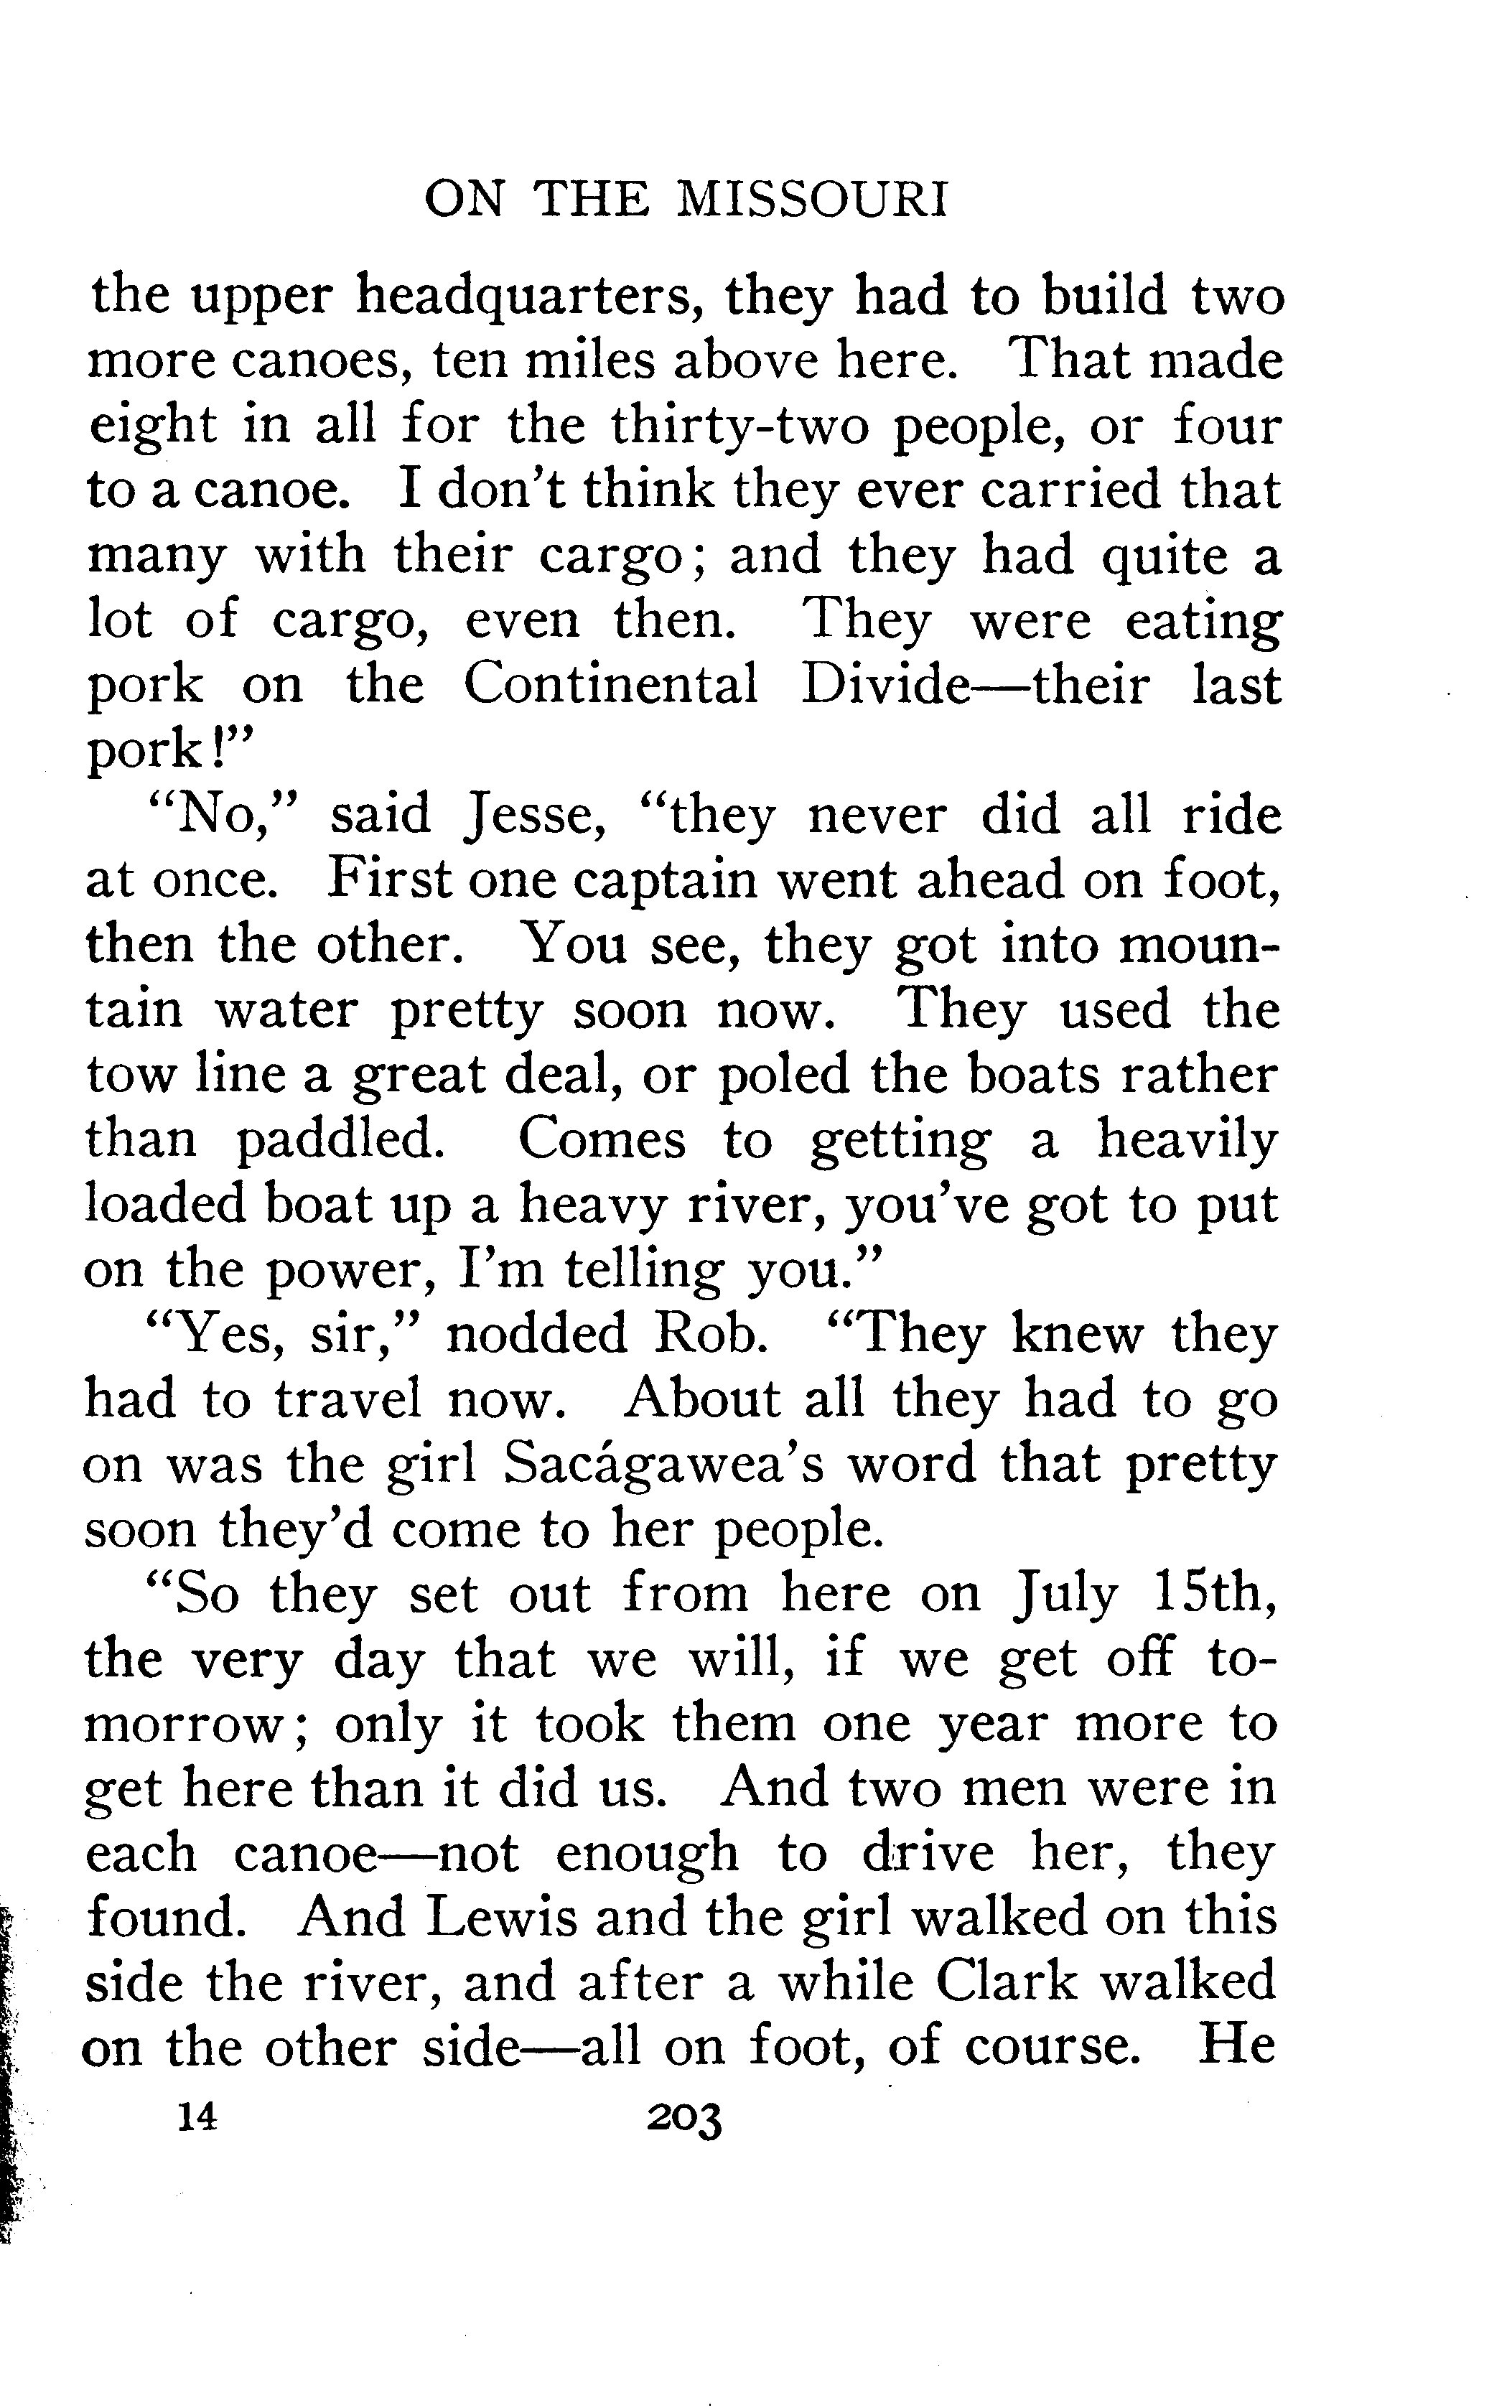 ON THE MISSOURI
the upper headquarters, they had to build two
more canoes, ten miles above here. That made
eight in all for the thirty-two people, or four
to a canoe. I don't think they ever carried that
many with their cargo; and they had quite a
lot of cargo, even then. They were eating
pork on the Continental Divide—their last
pork!”
“No,” said Jesse, “they never did all ride
at once. First one captain went ahead on foot,
then the other. You see, they got into moun-
tain water pretty soon now. They used the
tow line a great deal, or poled the boats rather
than paddled. Comes to getting a heavily
loaded boat up a heavy river, you've got to put
on the power, I'm telling you.”
“Yes, sir,” nodded Rob. “They knew they
had to travel now. About all they had to go
on was the girl Sacágawea's word that pretty
soon they'd come to her people.
“So they set out from here on July 15th,
the very day that we will, if we get off to-
morrow; only it took them one year more to
get here than it did us. And two men were in
each canoe—not enough to drive her, they
found. And Lewis and the girl walked on this
side the river, and after a while Clark walked
on the other side—all on foot, of course. He
14 203